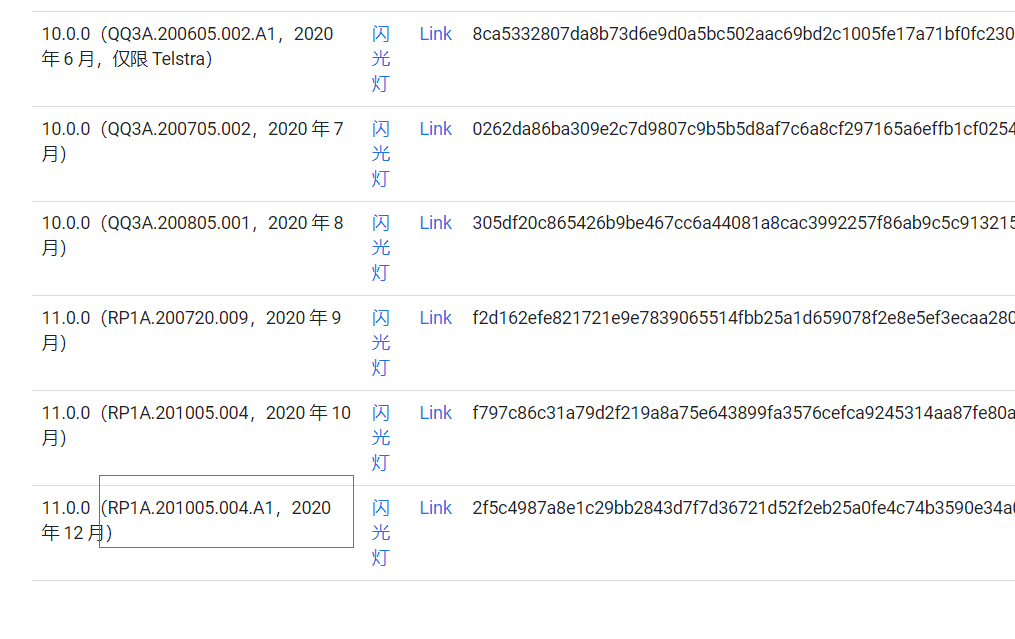 10.0.0（QQ3A.200605.002.A1，2020 闪 Link 8ca5332807da8b73d6e9d0a5bc502aac69bd2c1005fe17a71bf0fc230
年 6 月，仅限 Telstra） 光
灯
10.0.0（QQ3A.200705.002，2020 年 7 闪 Link 0262da86ba309e2c7d9807c9b5b5d8af7c6a8cf297165a6effb1cf0254
月） 光
灯
10.0.0（QQ3A.200805.001，2020 年 8 闪 Link 305df20c865426b9be467cc6a44081a8cac3992257f86ab9c5c913215
月） 光
灯
11.0.0（RP1A.200720.009，2020 年 9 闪 Link f2d162efe821721e9e7839065514fbb25a1d659078f2e8e5ef3ecaa280
月） 光
灯
11.0.0（RP1A.201005.004，2020 年 10 闪 Link f797c86c31a79d2f219a8a75e643899fa3576cefca9245314aa87fe80a
月） 光
灯
11.0.0（RP1A.201005.004.A1，2020 闪 Link 2f5c4987a8e1c29bb2843d7f7d36721d52f2eb25a0fe4c74b3590e34a
年 12 月） 光
灯